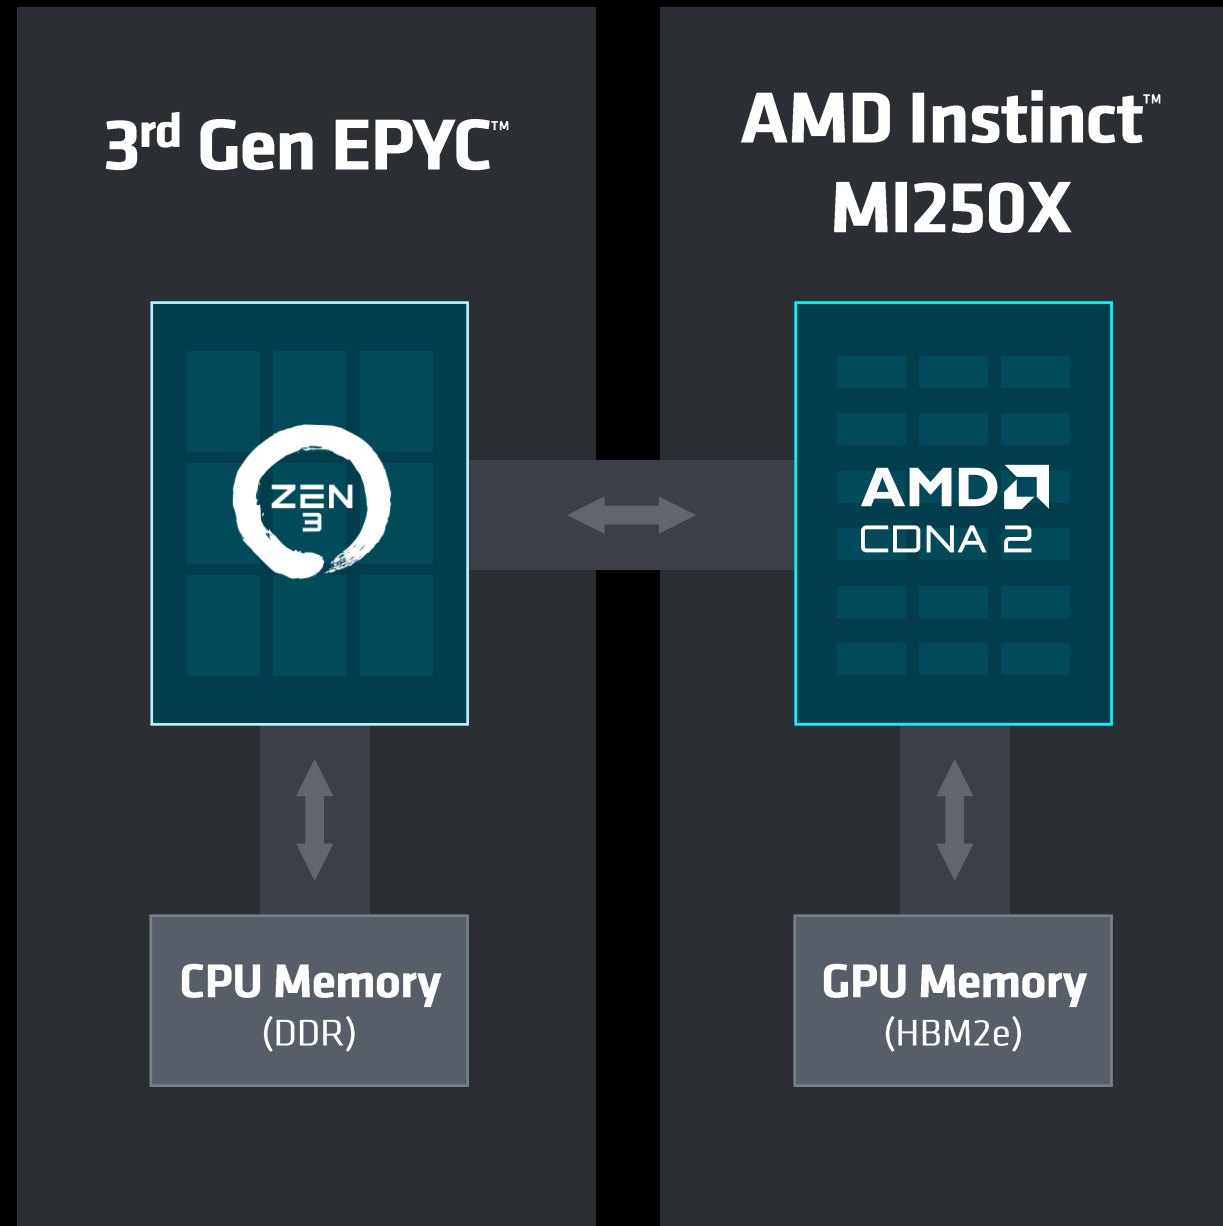 3rd Gen EPYC™
AMD Instinct™
MI250X
ZEN
3
AMD
CDNA 2
CPU Memory
(DDR)
GPU Memory
(HBM2e)